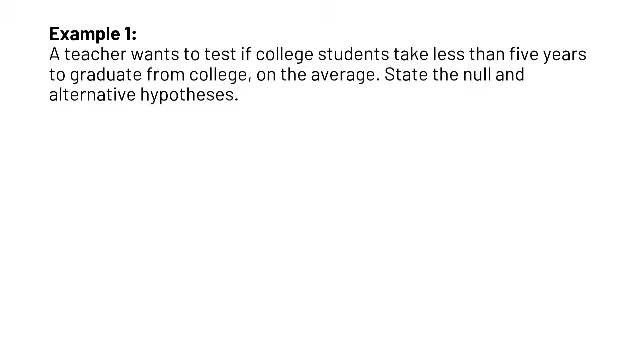 Example 1:
A teacher wants to test if college students take less than five years
to graduate from college, on the average. State the null and
alternative hypotheses.